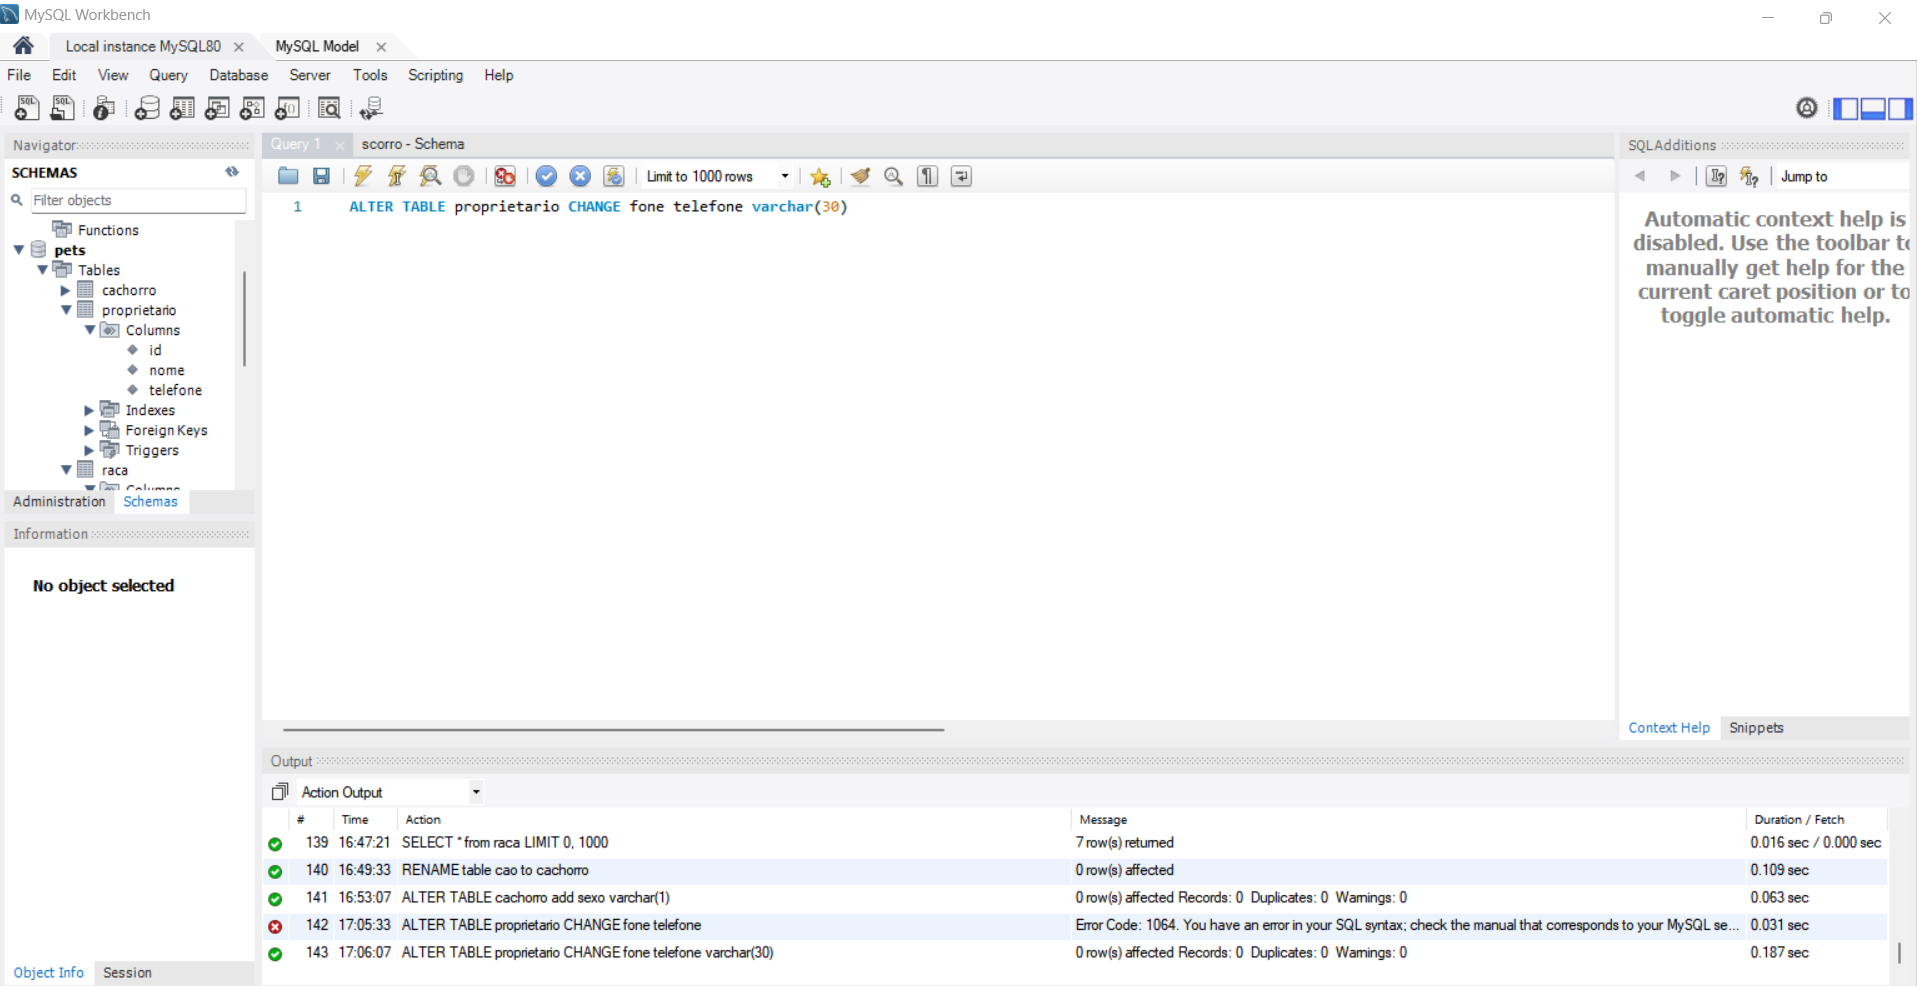 MySQL Workbench
Local instance MySQL80
MySQL Model
File Edit View Query Database Server Tools Scripting Help
Navigator
SCHEMAS
Filter objects
Functions
pets
Tables
cachorro
proprietario
Columns
id
nome
telefone
Indexes
Foreign Keys
Triggers
raca
Columns
Administration Schemas
Information
No object selected
Object Info Session
Query 1 scorro - Schema
Limit to 1000 rows
1 ALTER TABLE proprietario CHANGE fone telefone varchar(30)
SQLAdditions
Jump to
Automatic context help is
disabled. Use the toolbar to
manually get help for the
current caret position or to
toggle automatic help.
Context Help Snippets
Output
Action Output
# Time Action Message Duration / Fetch
139 16:47:21 SELECT * from raca LIMIT 0, 1000 7 row(s) returned 0.016 sec / 0.000 sec
140 16:49:33 RENAME table cao to cachorro 0 row(s) affected 0.109 sec
141 16:53:07 ALTER TABLE cachorro add sexo varchar(1) 0 row(s) affected Records: 0 Duplicates: 0 Warnings: 0 0.063 sec
142 17:05:33 ALTER TABLE proprietario CHANGE fone telefone Error Code: 1064. You have an error in your SQL syntax; check the manual that corresponds to your MySQL se... 0.031 sec
143 17:06:07 ALTER TABLE proprietario CHANGE fone telefone varchar(30) 0 row(s) affected Records: 0 Duplicates: 0 Warnings: 0 0.187 sec